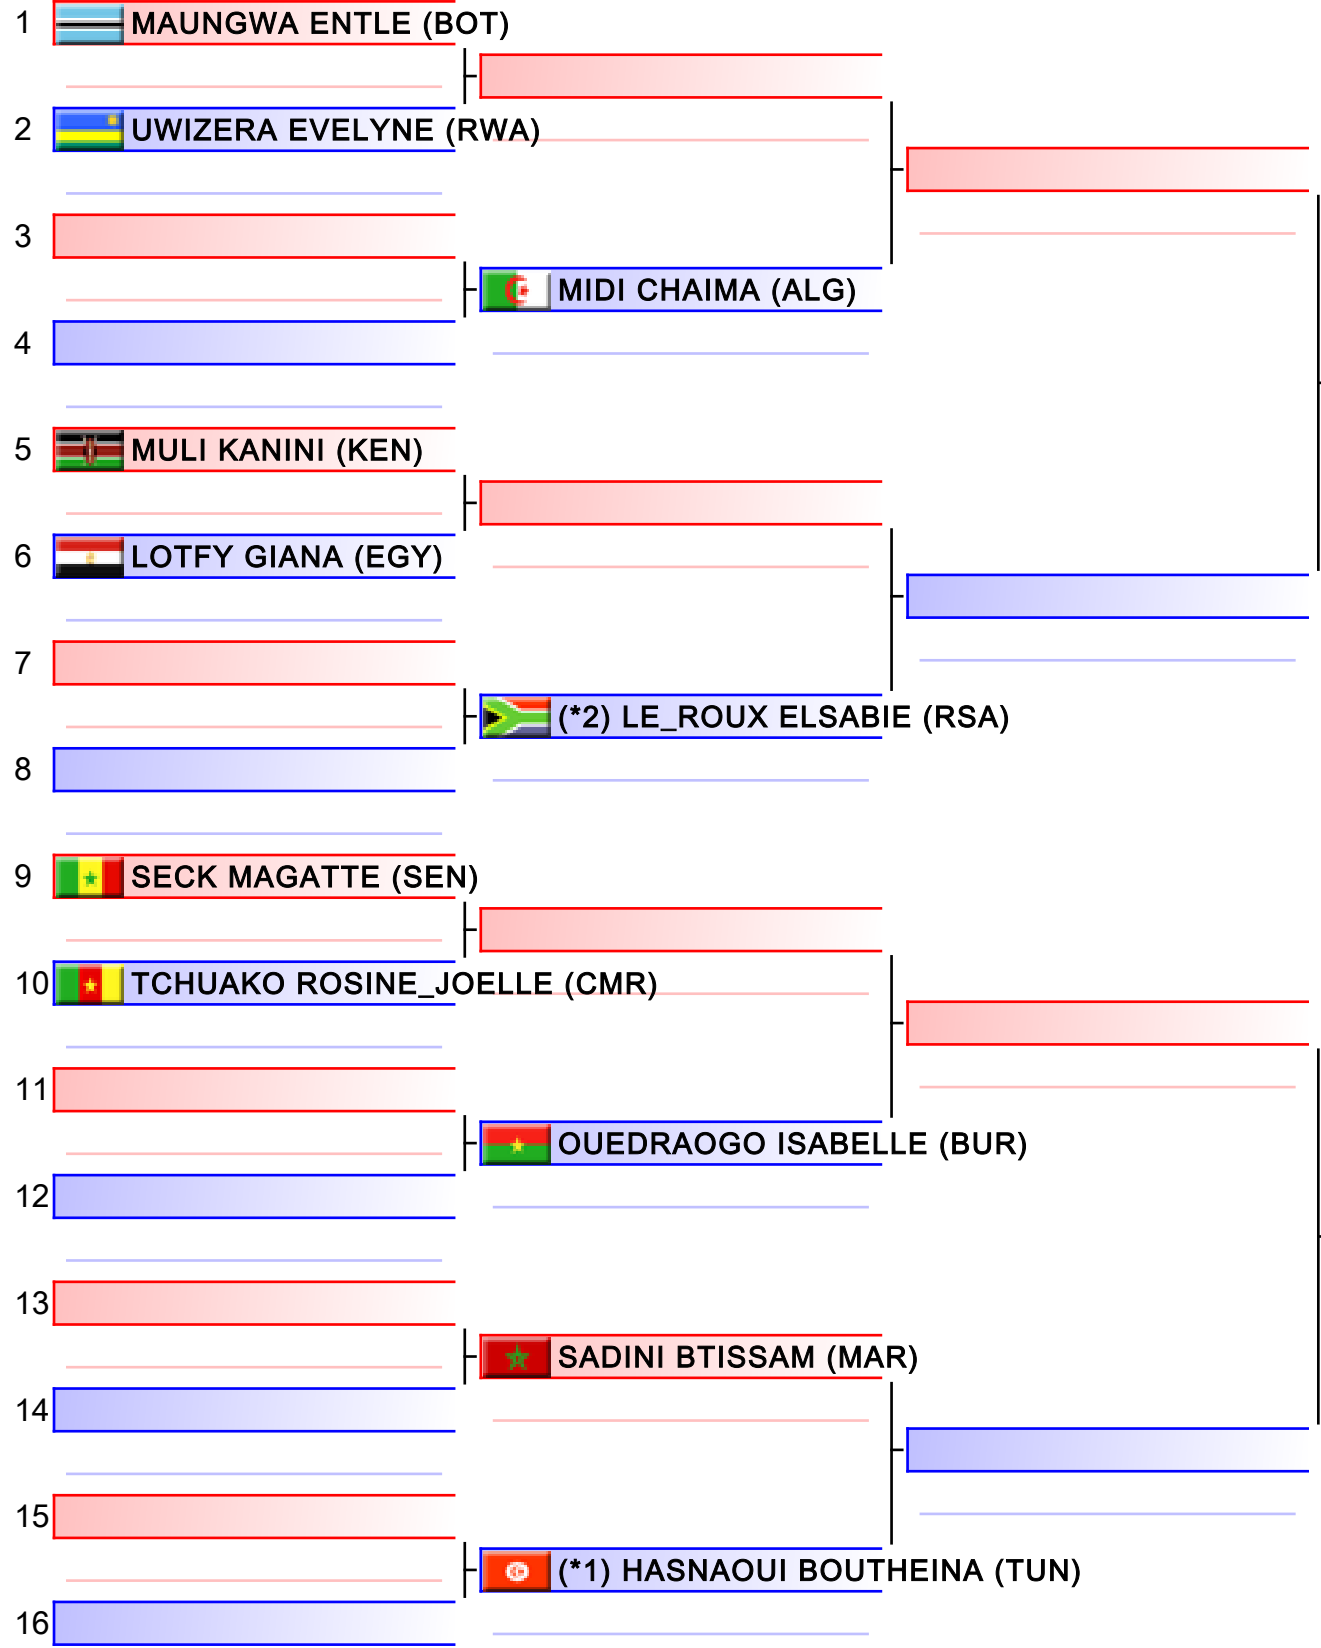 1 MAUNGWA ENTLE (BOT)
2 UWIZERA EVELYNE (RWA)
3
MIDI CHAIMA (ALG)
4
5 MULI KANINI (KEN)
6 LOTFY GIANA (EGY)
7
(*2) LE_ROUX ELSABIE (RSA)
8
9 SECK MAGATTE (SEN)
10 TCHUAKO ROSINE_JOELLE (CMR)
11
OUEDRAOGO ISABELLE (BUR)
12
13
SADINI BTISSAM (MAR)
14
15
(*1) HASNAOUI BOUTHEINA (TUN)
16